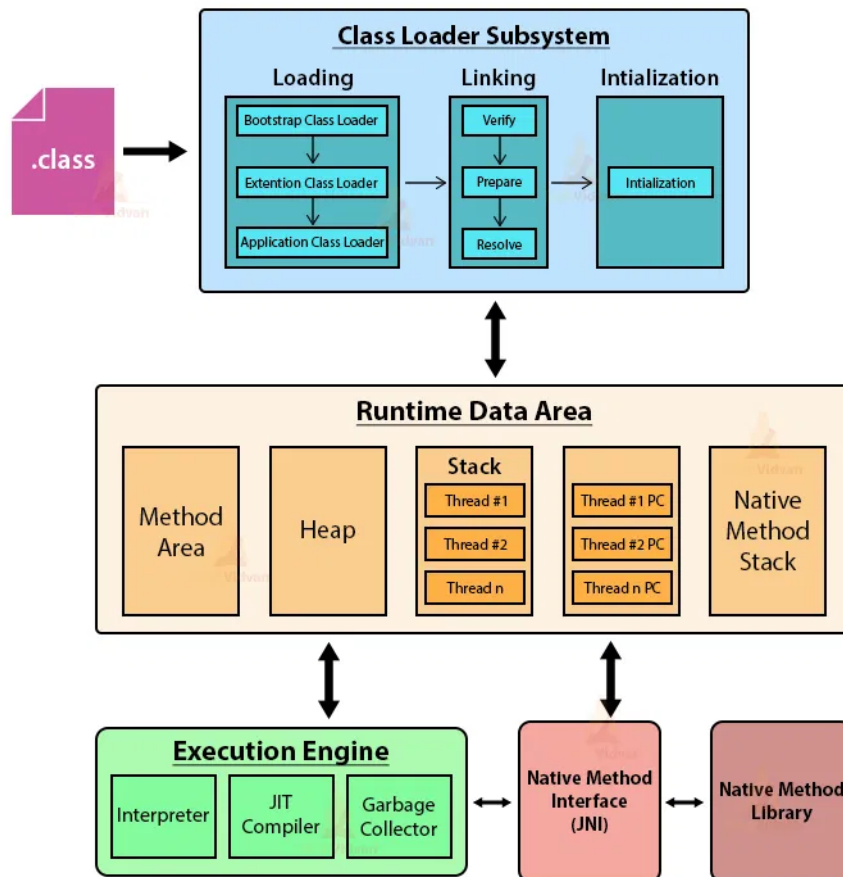 Class Loader Subsystem
Loading
Linking
Intialization
.class
Bootstrap Class Loader
Extention Class Loader
Application Class Loader
Verify
Prepare
Resolve
Intialization
Runtime Data Area
Method
Area
Heap
Stack
Thread #1
Thread #2
Thread n
Thread #1 PC
Thread #2 PC
Thread n PC
Native
Method
Stack
Execution Engine
Interpreter
JIT
Compiler
Garbage
Collector
Native Method
Interface
(JNI)
Native Method
Library
Vidvan
Vidvan
Vidvan